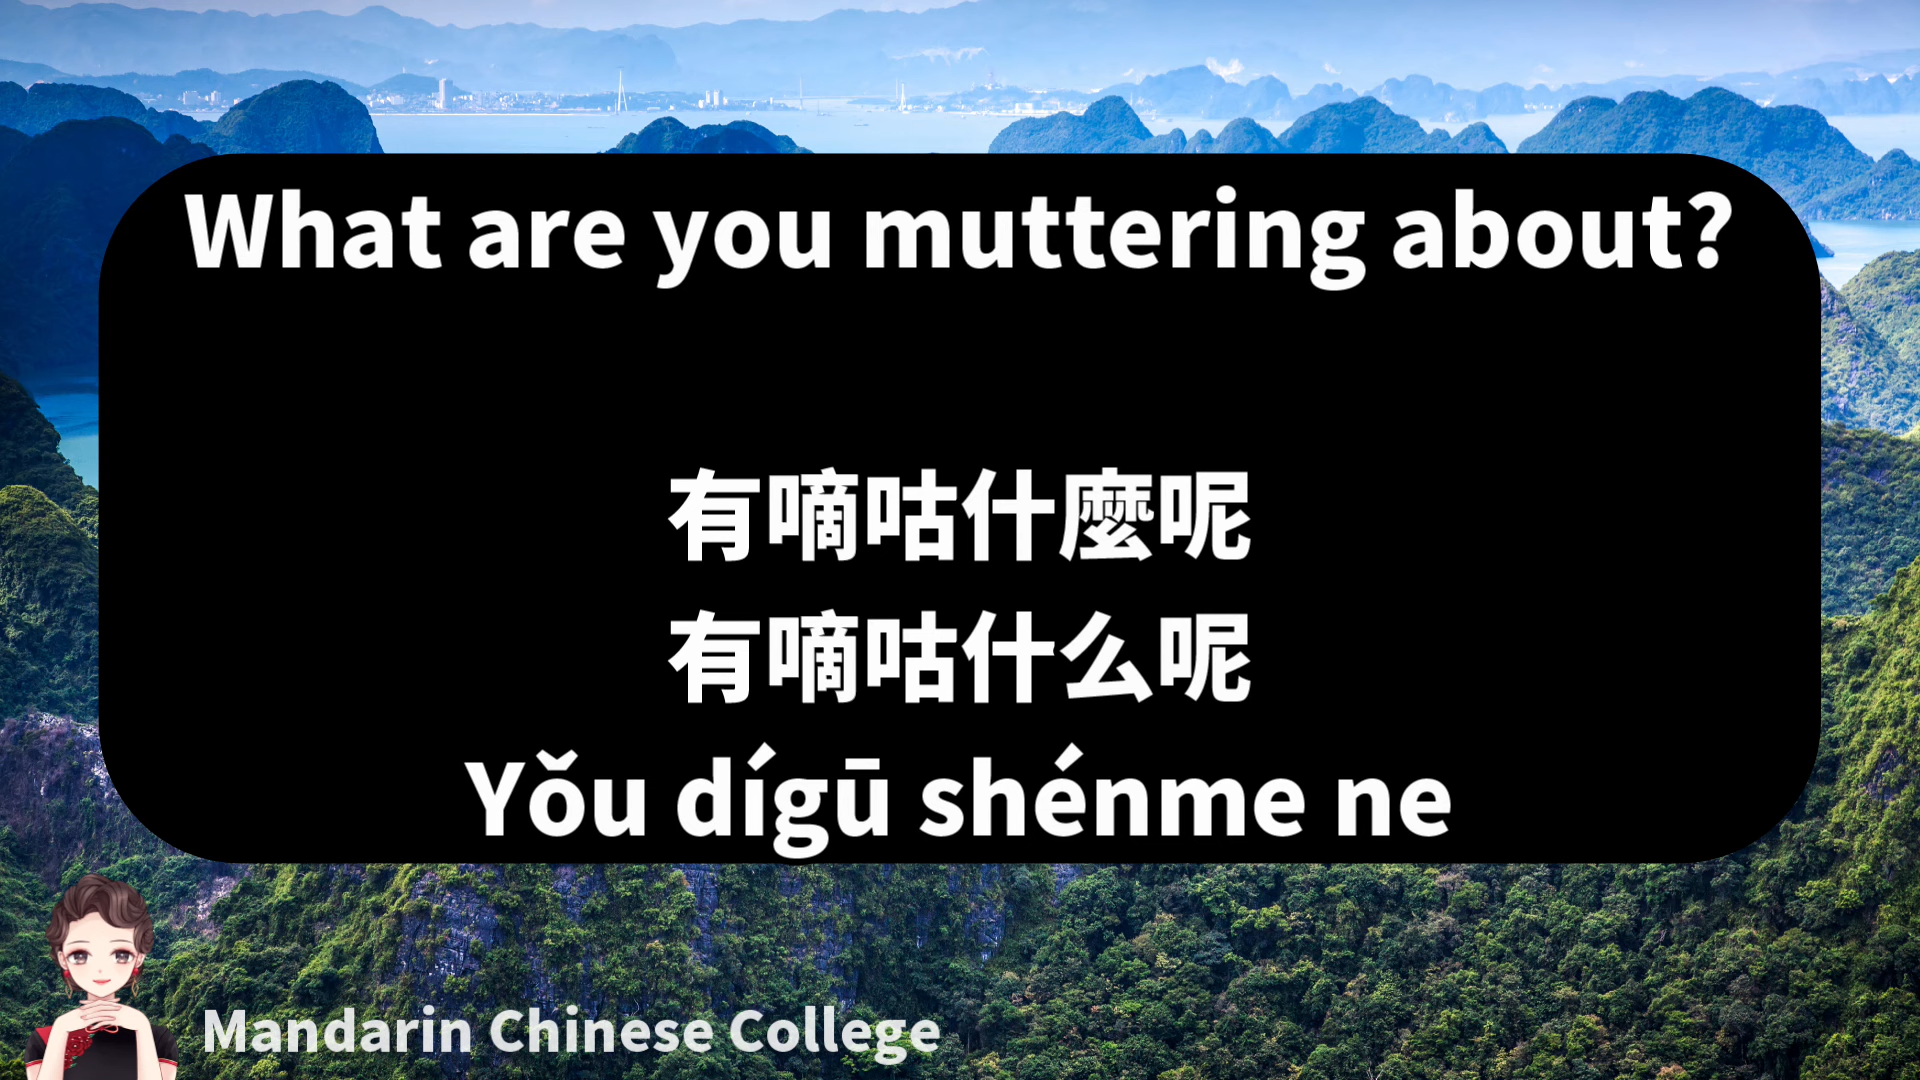 What are you muttering about?
有嘀咕什麼呢
有嘀咕什么呢
Yǒu dígū shénme ne
Mandarin Chinese College